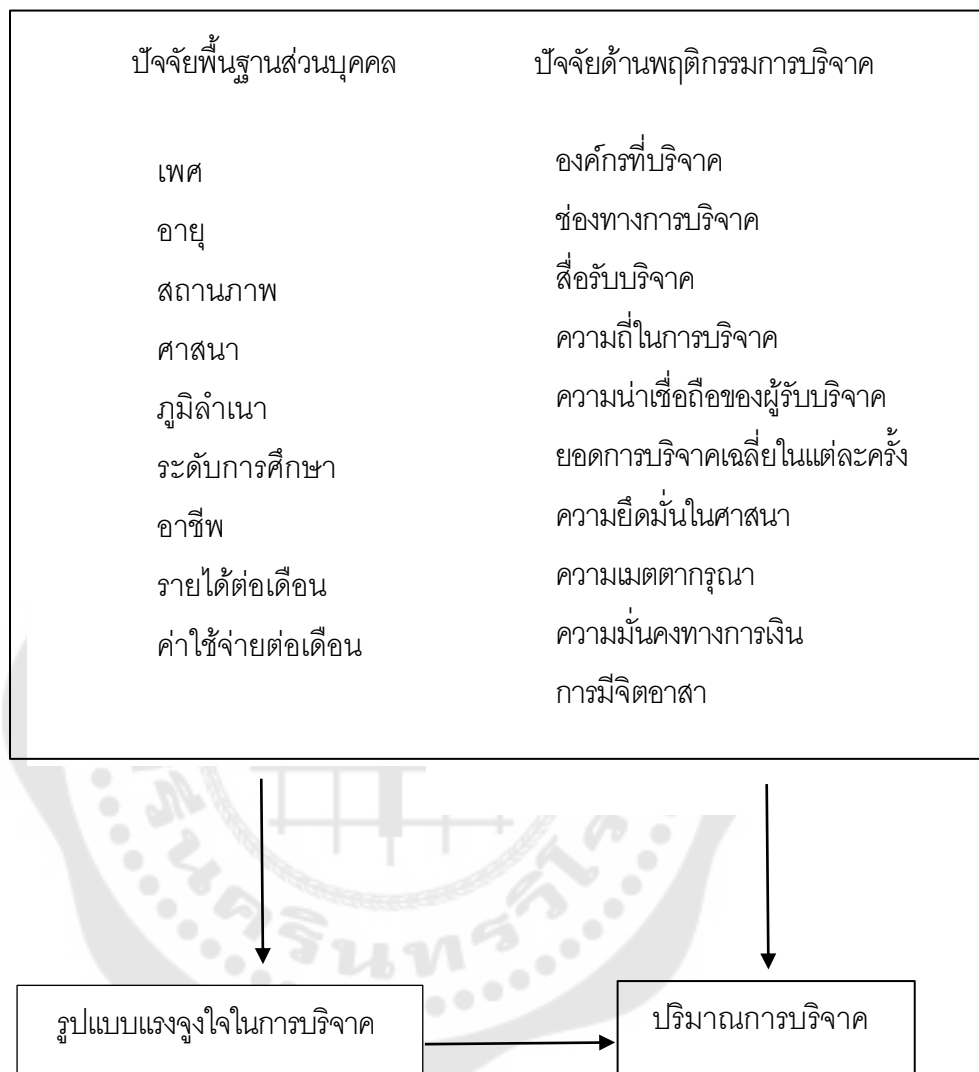 ปัจจัยพื้นฐานส่วนบุคคล
เพศ
อายุ
สถานภาพ
ศาสนา
ภูมิลำเนา
ระดับการศึกษา
อาชีพ
รายได้ต่อเดือน
ค่าใช้จ่ายต่อเดือน
ปัจจัยด้านพฤติกรรมการบริจาค
องค์กรที่บริจาค
ช่องทางการบริจาค
สื่อรับบริจาค
ความถี่ในการบริจาค
ความน่าเชื่อถือของผู้รับบริจาค
ยอดการบริจาคเฉลี่ยในแต่ละครั้ง
ความยึดมั่นในศาสนา
ความเมตตากรุณา
ความมั่นคงทางการเงิน
การมีจิตอาสา
รูปแบบแรงจูงใจในการบริจาค
ปริมาณการบริจาค